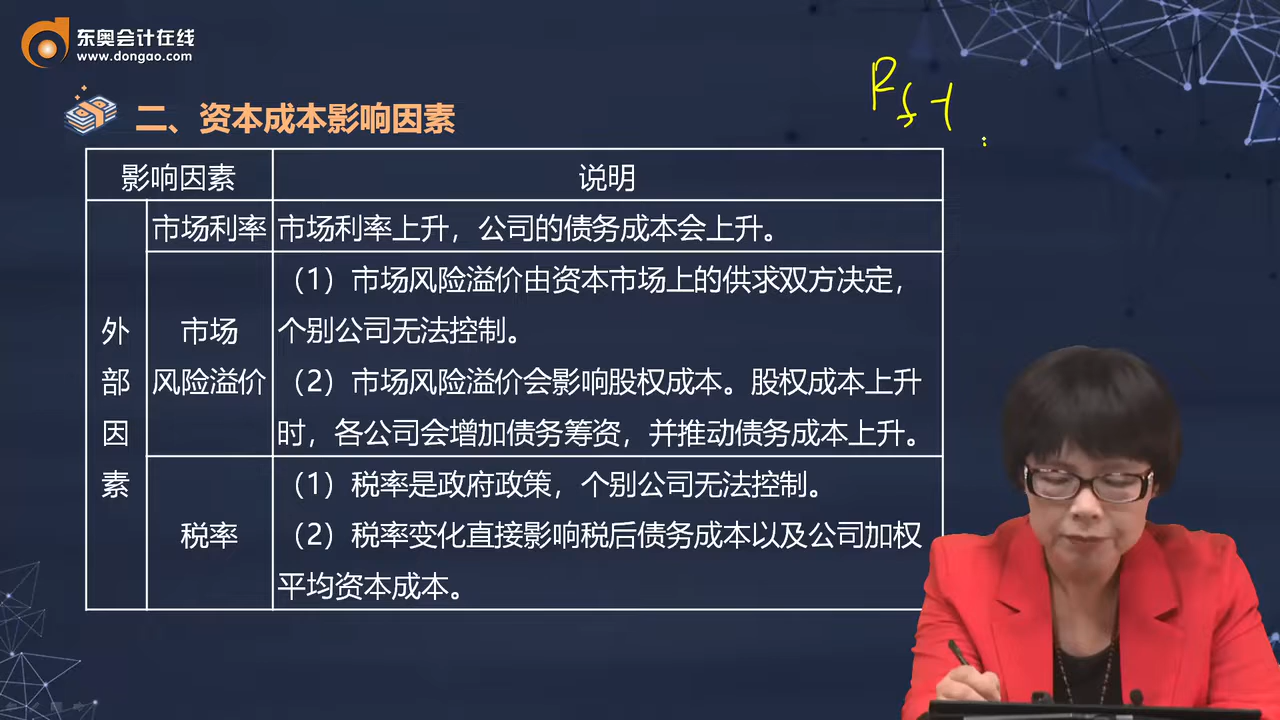 东奥会计在线
www.dongao.com
二、资本成本影响因素
影响因素
说明
外部因素
市场利率
市场利率上升，公司的债务成本会上升。
市场
风险溢价
（1）市场风险溢价由资本市场上的供求双方决定，
个别公司无法控制。
（2）市场风险溢价会影响股权成本。股权成本上升
时，各公司会增加债务筹资，并推动债务成本上升。
税率
（1）税率是政府政策，个别公司无法控制。
（2）税率变化直接影响税后债务成本以及公司加权
平均资本成本。
Rf